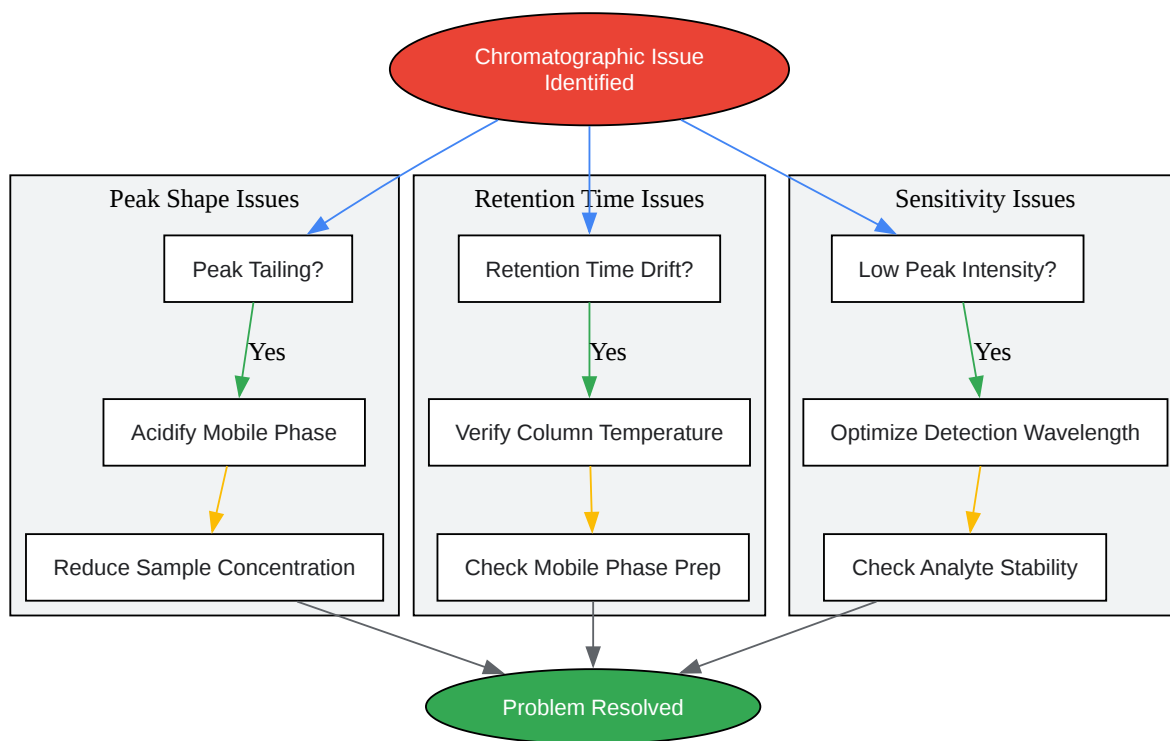 Chromatographic Issue
Identified
Peak Shape Issues
Retention Time Issues
Sensitivity Issues
Peak Tailing?
Retention Time Drift?
Low Peak Intensity?
Yes
Yes
Yes
Acidify Mobile Phase
Verify Column Temperature
Optimize Detection Wavelength
Reduce Sample Concentration
Check Mobile Phase Prep
Check Analyte Stability
Problem Resolved